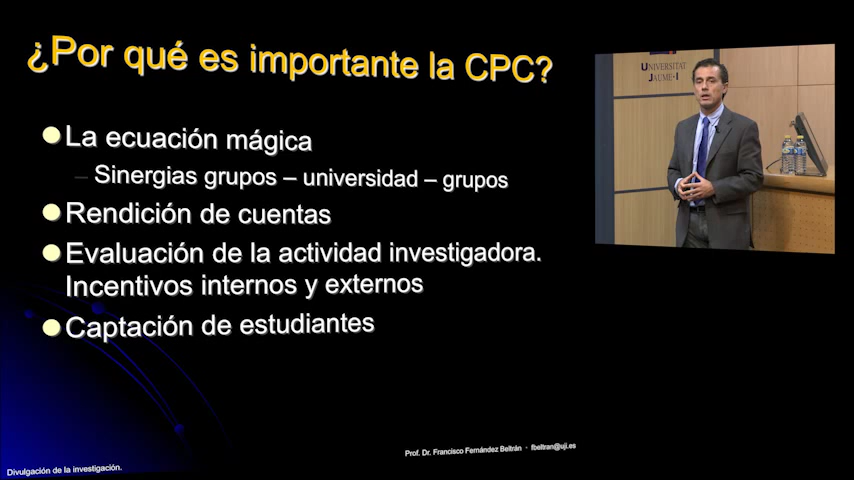 ¿Por qué es importante la CPC?
La ecuación mágica
– Sinergias grupos – universidad – grupos
Rendición de cuentas
Evaluación de la actividad investigadora.
Incentivos internos y externos
Captación de estudiantes
UNIVERSITAT
JAUME·I
Prof. Dr. Francisco Fernández Beltrán · fbeltran@uji.es
Divulgación de la investigación.